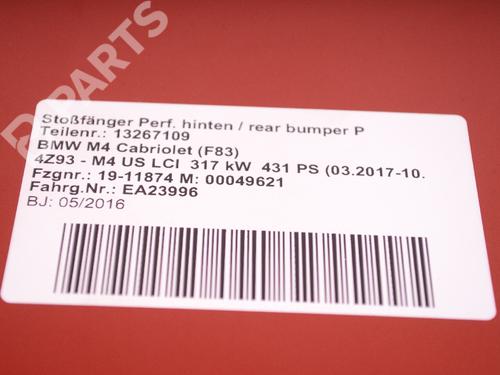 B-PARTS
Stoßfänger Perf. hinten / rear bumper P
Teilenr.: 13267109
BMW M4 Cabriolet (F83)
4Z93 - M4 US LCI  317 kW  431 PS (03.2017-10.
Fzgnr.: 19-11874 M: 00049621
Fahrg.Nr.: EA23996
BJ: 05/2016